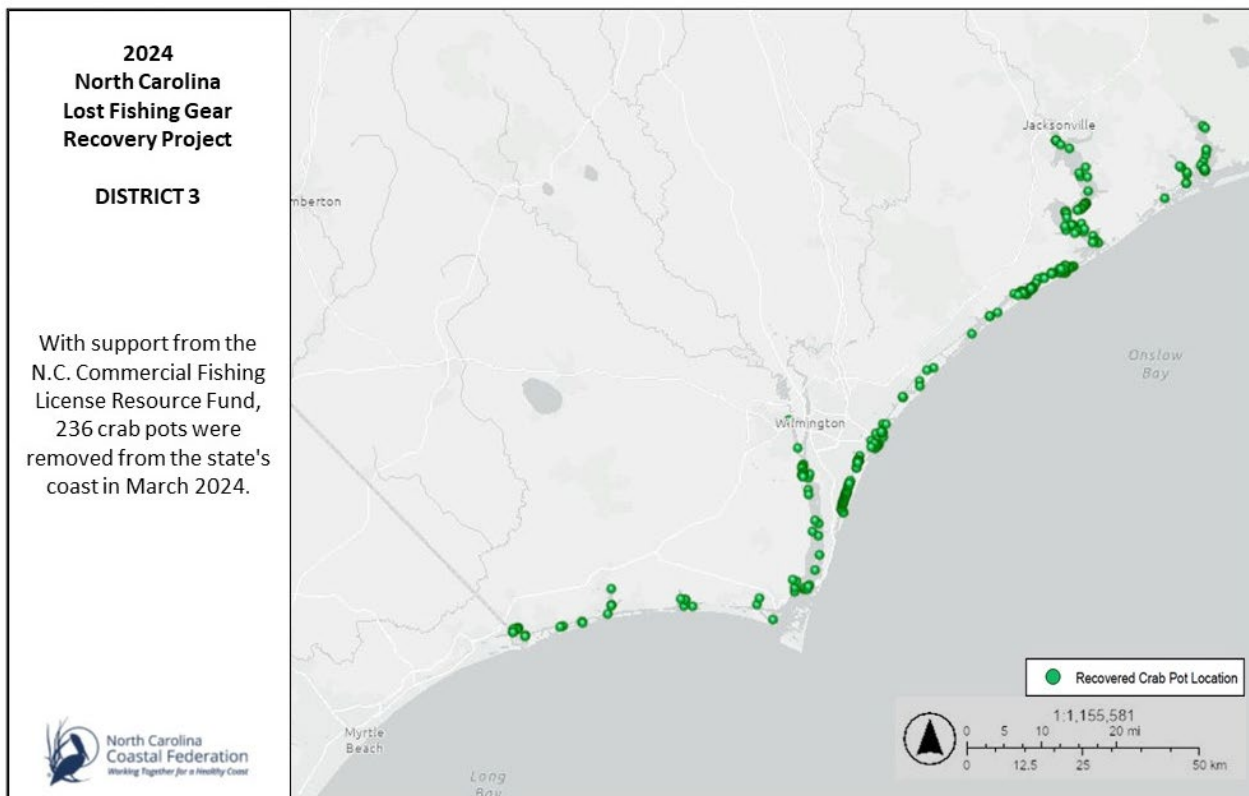 2024
North Carolina
Lost Fishing Gear
Recovery Project
DISTRICT 3
With support from the
N.C. Commercial Fishing
License Resource Fund,
236 crab pots were
removed from the state's
coast in March 2024.
North Carolina
Coastal Federation
Working Together for a Healthy Coast
Jacksonville
mberton
Onslow
Bay
Wilmington
Myrtle
Beach
Long
Bay
Recovered Crab Pot Location
1:1,155,581
0 5 10 20 mi
0 12.5 25 50 km